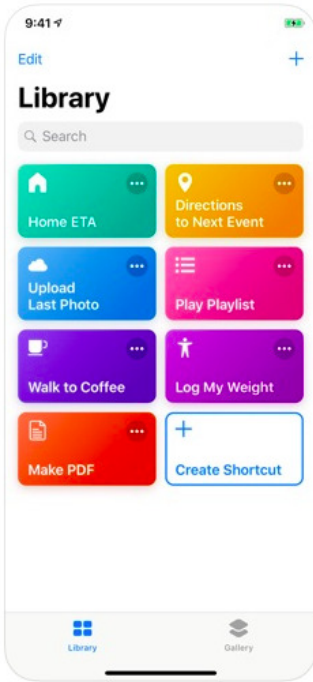 9:41
Edit
Library
Search
Home ETA
Directions
to Next Event
Upload
Last Photo
Play Playlist
Walk to Coffee
Log My Weight
Make PDF
Create Shortcut
Library
Gallery